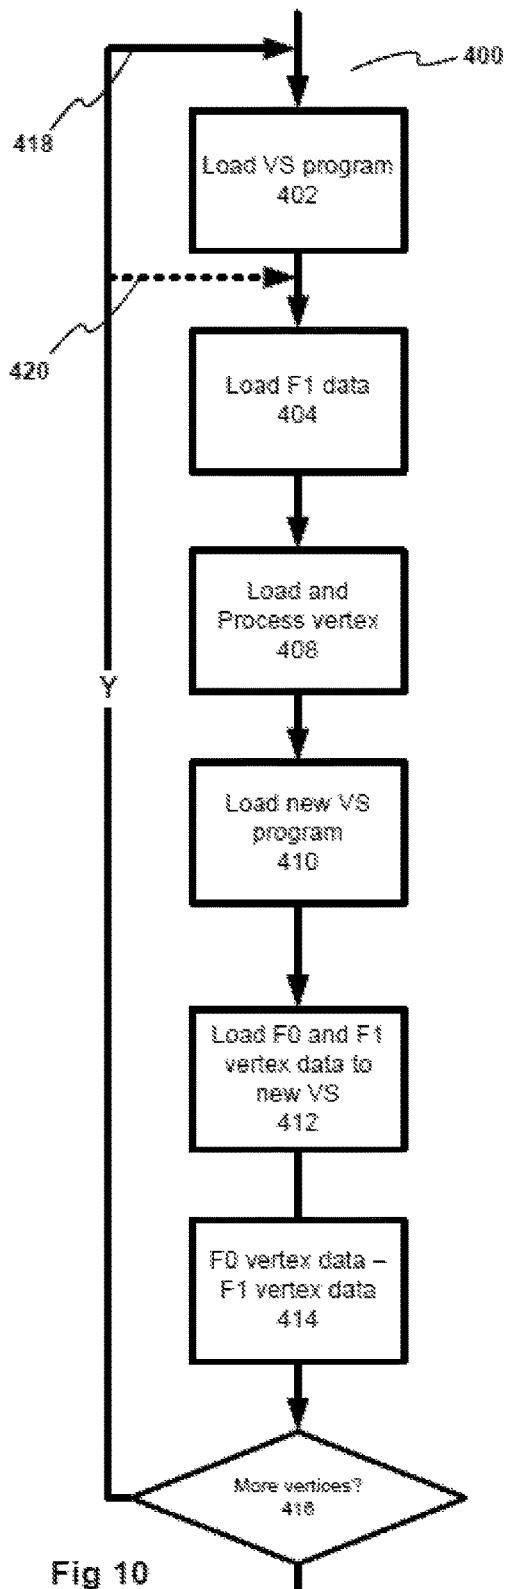 400
418
Load VS program
402
420
Load F1 data
404
Load and
Process vertex
408
Y
Load new VS
program
410
Load F0 and F1
vertex data to
new VS
412
F0 vertex data –
F1 vertex data
414
More vertices?
416
Fig 10